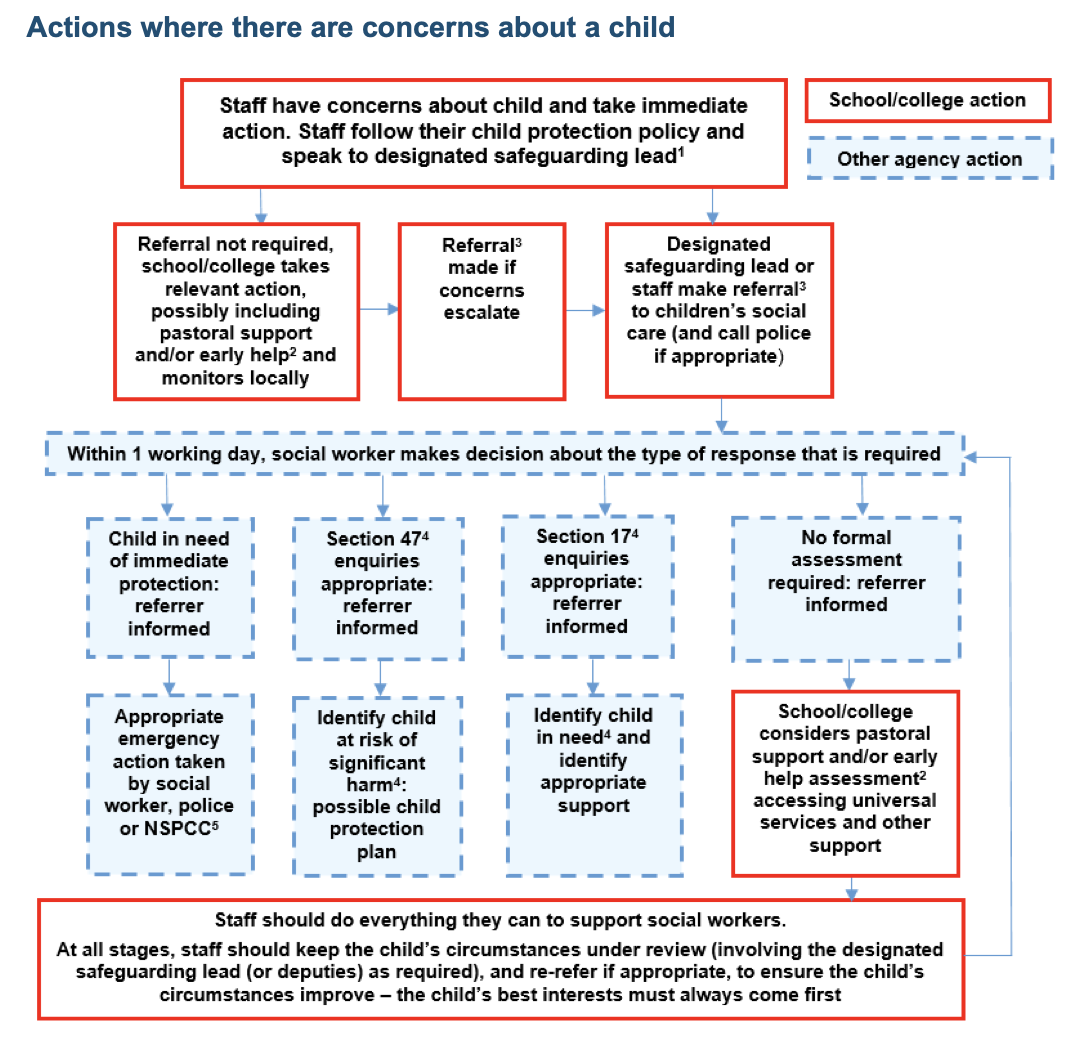 Actions where there are concerns about a child
Staff have concerns about child and take immediate
action. Staff follow their child protection policy and
speak to designated safeguarding lead¹
School/college action
Other agency action
Referral not required,
school/college takes
relevant action,
possibly including
pastoral support
and/or early help² and
monitors locally
Referral³
made if
concerns
escalate
Designated
safeguarding lead or
staff make referral³
to children’s social
care (and call police
if appropriate)
Within 1 working day, social worker makes decision about the type of response that is required
Child in need
of immediate
protection:
referrer
informed
Section 47⁴
enquiries
appropriate:
referrer
informed
Section 17⁴
enquiries
appropriate:
referrer
informed
No formal
assessment
required: referrer
informed
Appropriate
emergency
action taken
by social
worker, police
or NSPCC⁵
Identify child
at risk of
significant
harm⁴:
possible child
protection
plan
Identify child
in need⁴ and
identify
appropriate
support
School/college
considers pastoral
support and/or early
help assessment²
accessing universal
services and other
support
Staff should do everything they can to support social workers.
At all stages, staff should keep the child’s circumstances under review (involving the designated
safeguarding lead (or deputies) as required), and re-refer if appropriate, to ensure the child’s
circumstances improve – the child’s best interests must always come first